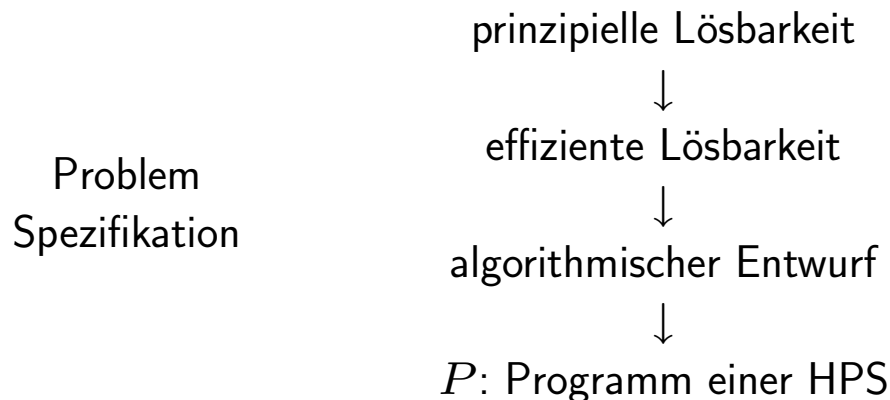 prinzipielle Lösbarkeit
↓
effiziente Lösbarkeit
↓
Problem
Spezifikation
algorithmischer Entwurf
↓
P: Programm einer HPS